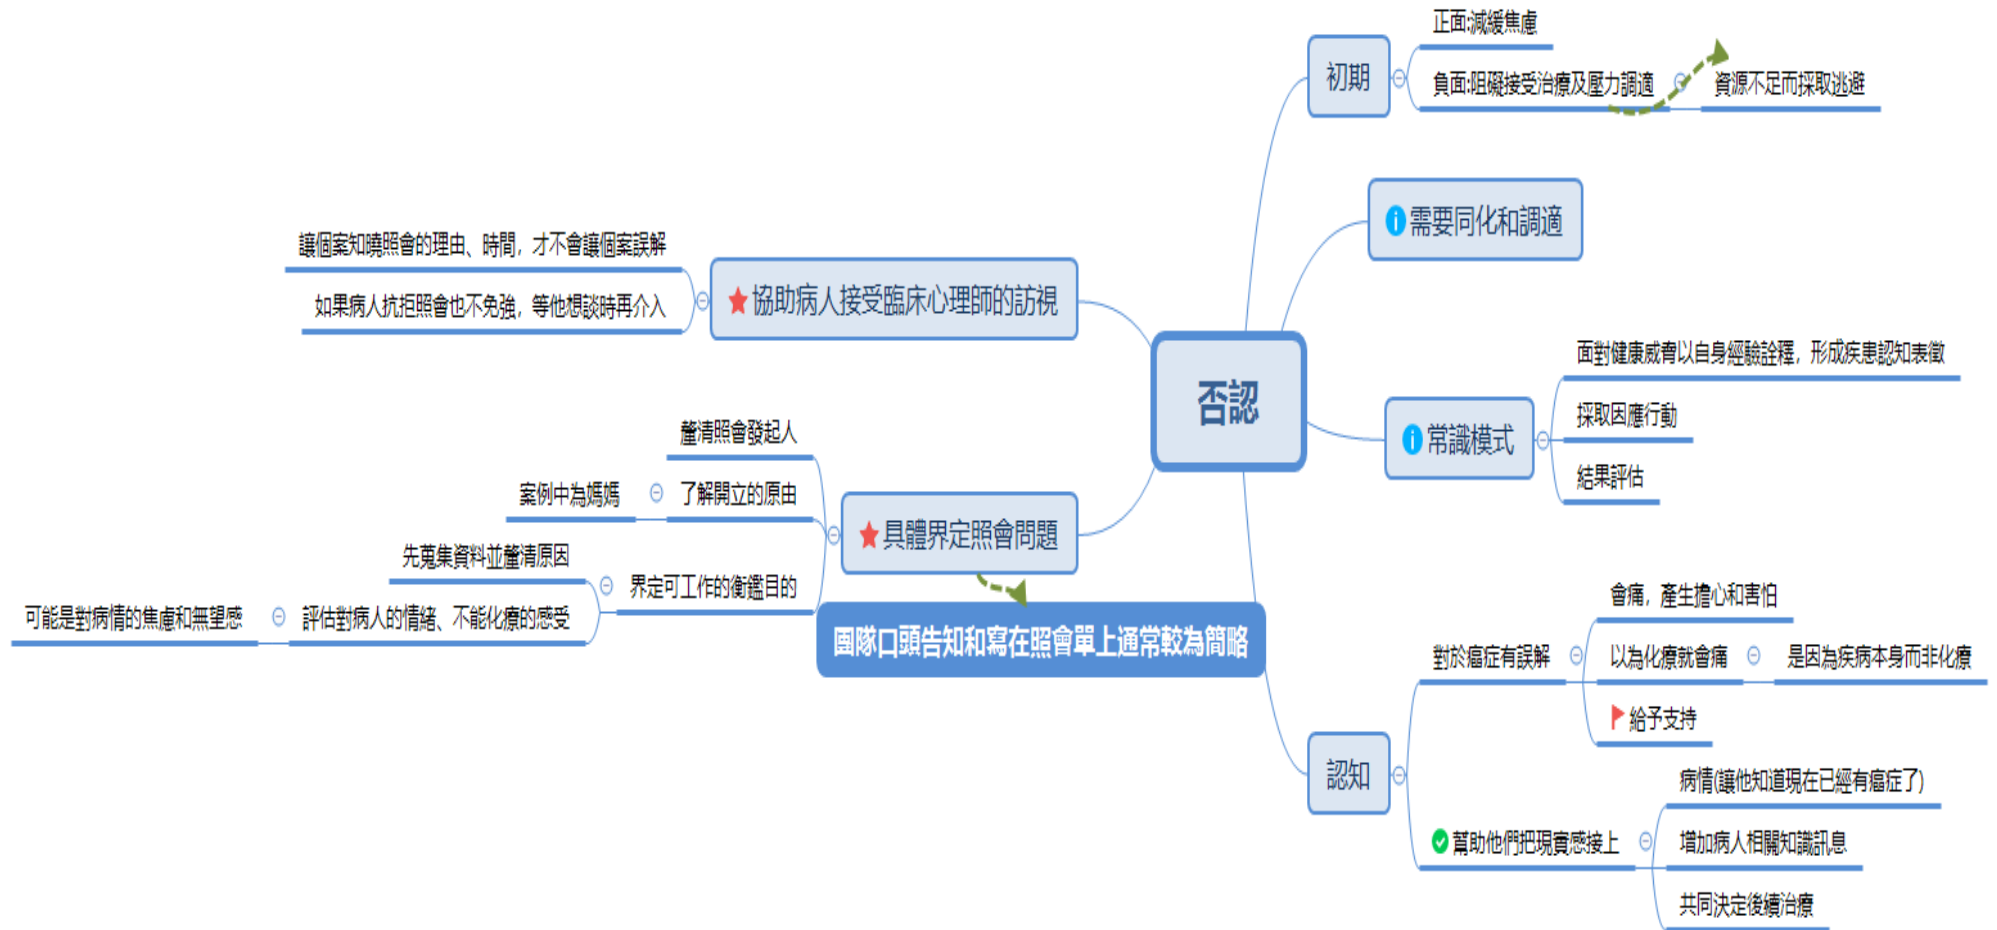 否認
初期
正面:減緩焦慮
負面:阻礙接受治療及壓力調適
資源不足而採取逃避
需要同化和調適
常識模式
面對健康威脅以自身經驗詮釋，形成疾患認知表徵
採取因應行動
結果評估
認知
對於癌症有誤解
會痛，產生擔心和害怕
以為化療就會痛
是因為疾病本身而非化療
給予支持
幫助他們把現實感接上
病情(讓他知道現在已經有癌症了)
增加病人相關知識訊息
共同決定後續治療
協助病人接受臨床心理師的訪視
讓個案知曉照會的理由、時間，才不會讓個案誤解
如果病人抗拒照會也不免強，等他想談時再介入
具體界定照會問題
釐清照會發起人
了解開立的原由
案例中為媽媽
界定可工作的衡鑑目的
先蒐集資料並釐清原因
評估對病人的情緒、不能化療的感受
可能是對病情的焦慮和無望感
團隊口頭告知和寫在照會單上通常較為簡略